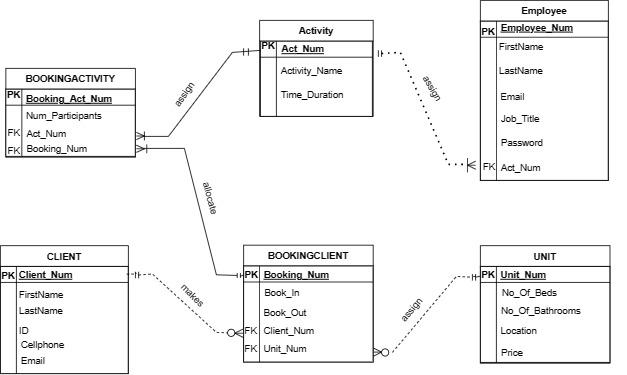 Activity
PK Act_Num
Activity_Name
Time_Duration
Employee
PK Employee_Num
FirstName
LastName
Email
Job_Title
Password
FK Act_Num
BOOKINGACTIVITY
PK Booking_Act_Num
Num_Participants
FK Act_Num
FK Booking_Num
assign
assign
allocate
CLIENT
PK Client_Num
FirstName
LastName
ID
Cellphone
Email
makes
BOOKINGCLIENT
PK Booking_Num
Book_In
Book_Out
FK Client_Num
FK Unit_Num
assign
UNIT
PK Unit_Num
No_Of_Beds
No_Of_Bathrooms
Location
Price